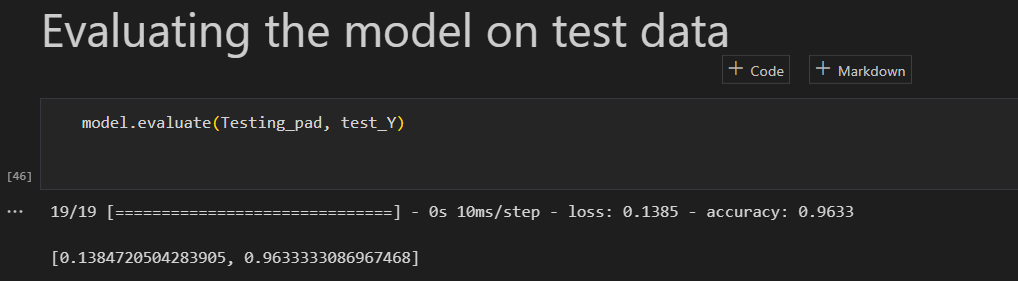 Evaluating the model on test data
+ Code + Markdown
model.evaluate(Testing_pad, test_Y)
[46]
... 19/19 [==============================] - 0s 10ms/step - loss: 0.1385 - accuracy: 0.9633
[0.1384720504283905, 0.9633333086967468]